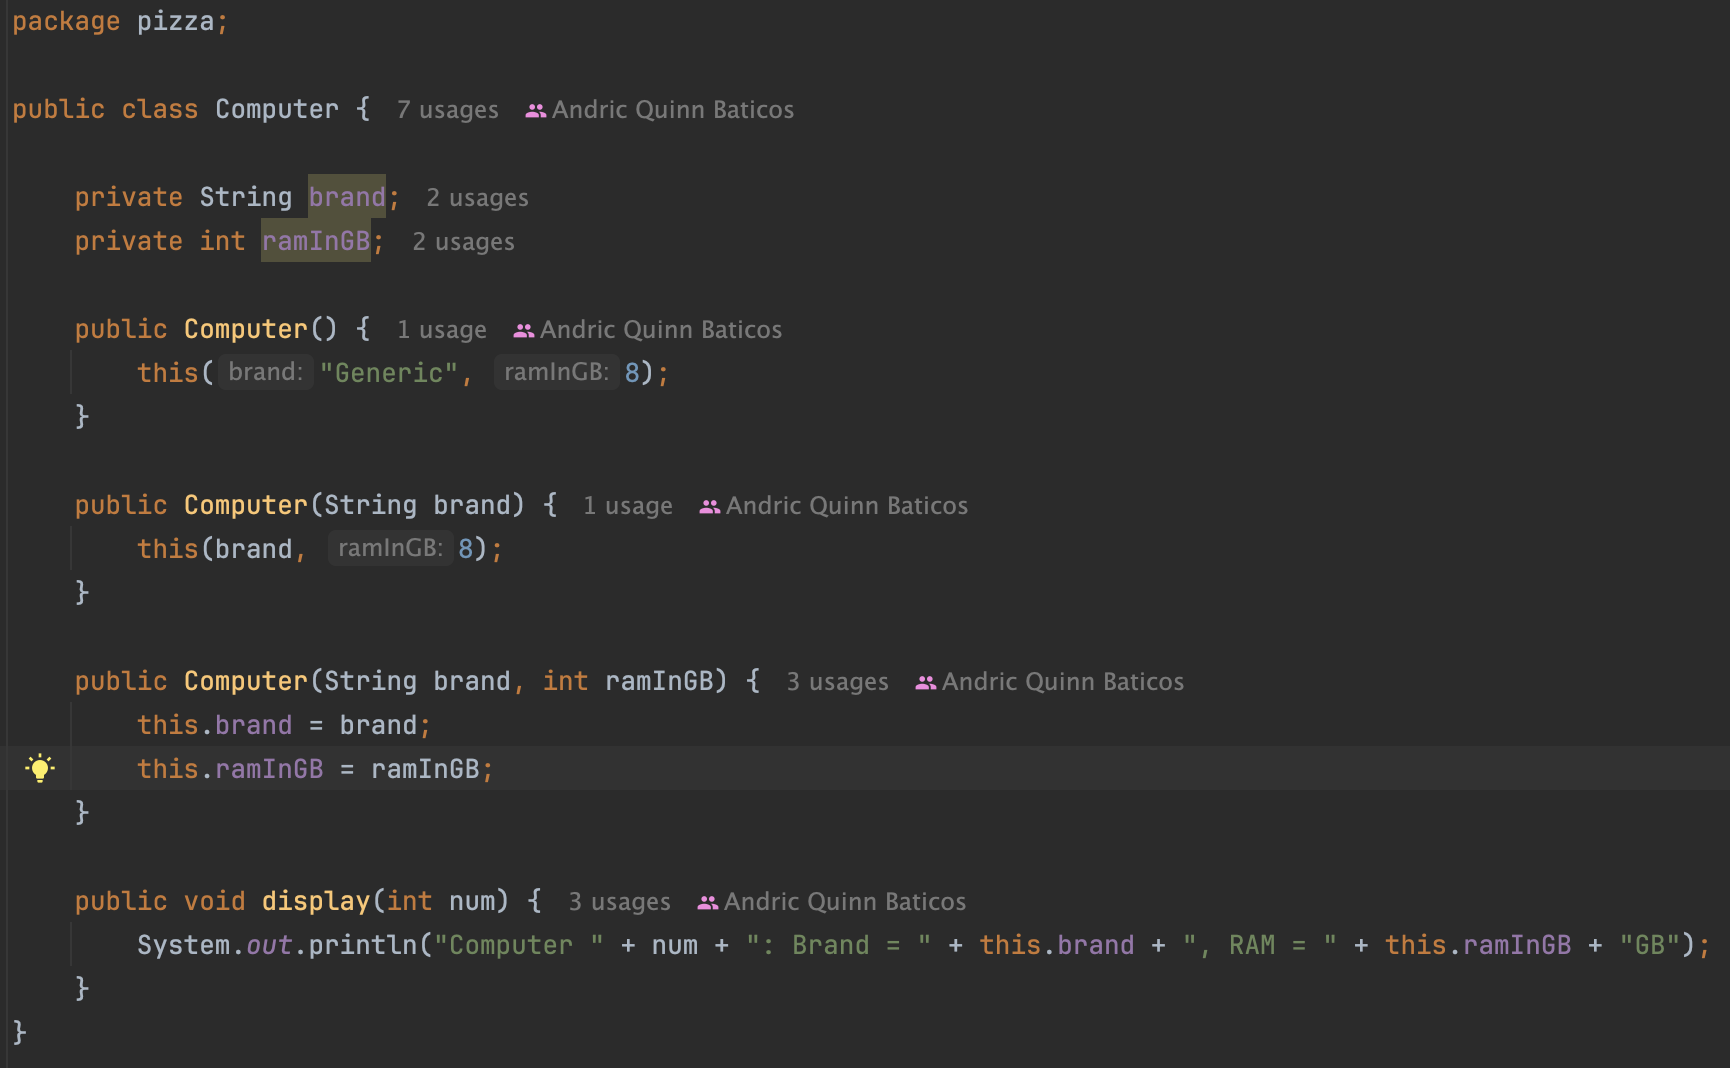 package pizza;
public class Computer { 7 usages Andric Quinn Baticos
private String brand; 2 usages
private int ramInGB; 2 usages
public Computer() { 1 usage Andric Quinn Baticos
this( brand: "Generic", ramInGB: 8);
}
public Computer(String brand) { 1 usage Andric Quinn Baticos
this(brand, ramInGB: 8);
}
public Computer(String brand, int ramInGB) { 3 usages Andric Quinn Baticos
this.brand = brand;
this.ramInGB = ramInGB;
}
public void display(int num) { 3 usages Andric Quinn Baticos
System.out.println("Computer " + num + ": Brand = " + this.brand + ", RAM = " + this.ramInGB + "GB");
}
}